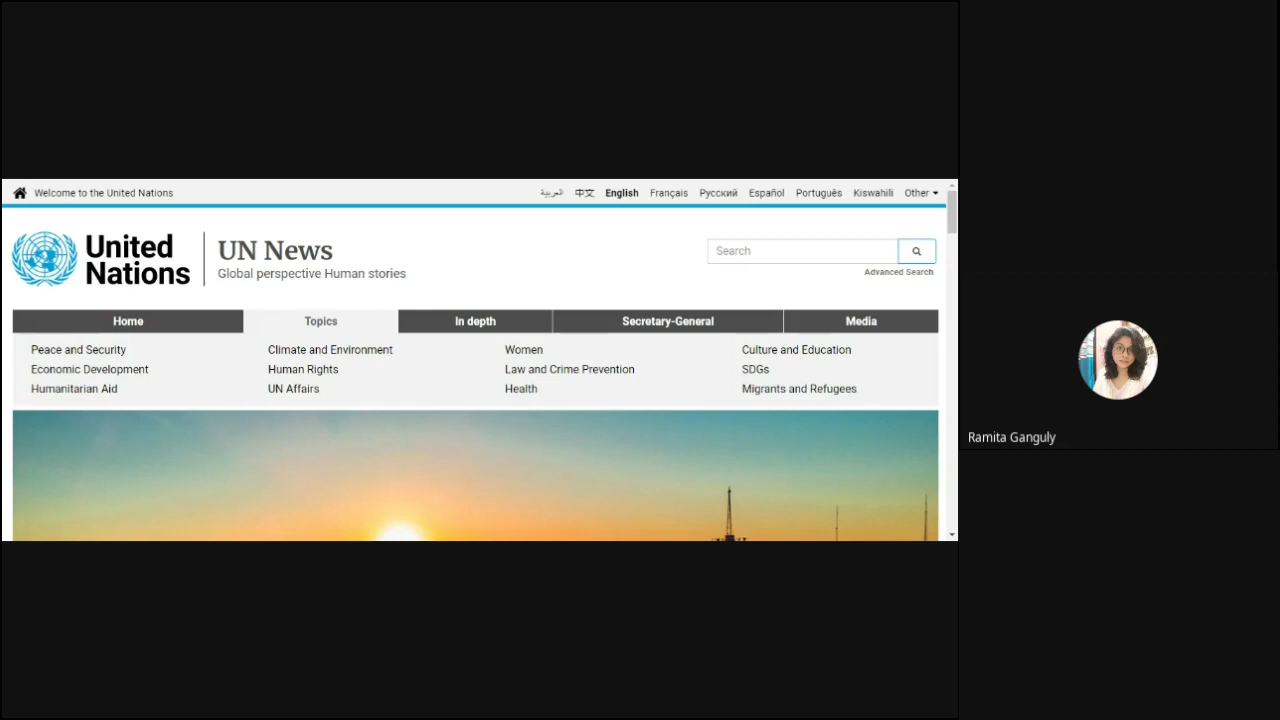 Welcome to the United Nations
العربية 中文 English Français Русский Español Português Kiswahili Other
United Nations
UN News
Global perspective Human stories
Search
Advanced Search
Home Topics In depth Secretary-General Media
Peace and Security Climate and Environment Women Culture and Education
Economic Development Human Rights Law and Crime Prevention SDGs
Humanitarian Aid UN Affairs Health Migrants and Refugees
Ramita Ganguly